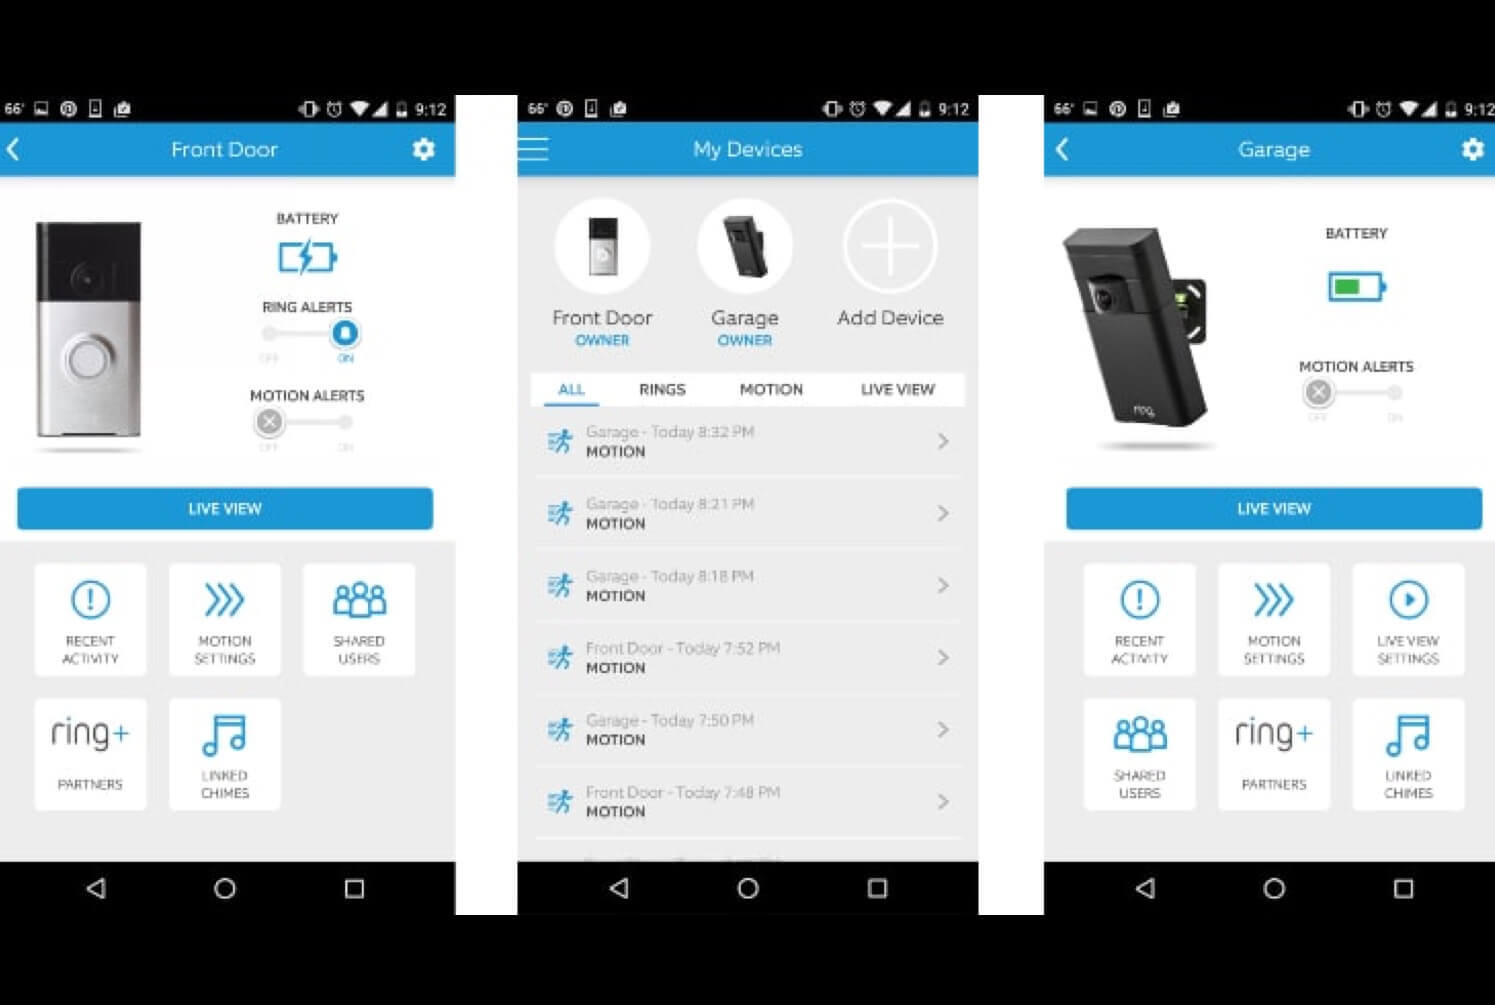 66° 9:12
Front Door
BATTERY
RING ALERTS
OFF ON
MOTION ALERTS
OFF ON
LIVE VIEW
RECENT
ACTIVITY
MOTION
SETTINGS
SHARED
USERS
ring+
PARTNERS
LINKED
CHIMES
66° 9:12
My Devices
Front Door
OWNER
Garage
OWNER
Add Device
ALL RINGS MOTION LIVE VIEW
Garage - Today 8:32 PM
MOTION
Garage - Today 8:21 PM
MOTION
Garage - Today 8:18 PM
MOTION
Front Door - Today 7:52 PM
MOTION
Garage - Today 7:50 PM
MOTION
Front Door - Today 7:48 PM
MOTION
66° 9:12
Garage
ring
BATTERY
MOTION ALERTS
OFF ON
LIVE VIEW
RECENT
ACTIVITY
MOTION
SETTINGS
LIVE VIEW
SETTINGS
SHARED
USERS
ring+
PARTNERS
LINKED
CHIMES